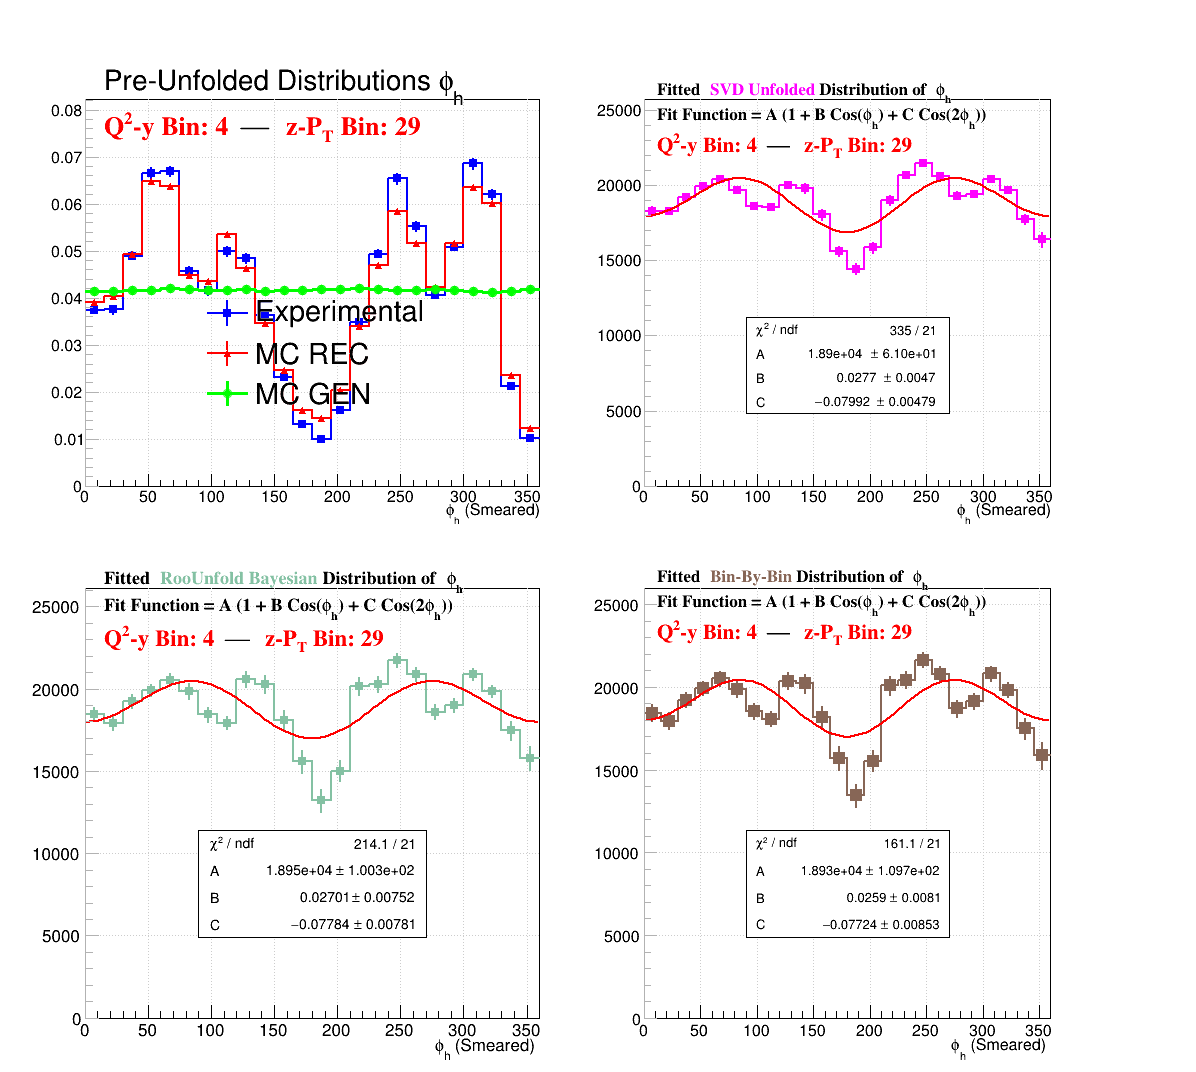 Pre-Unfolded Distributions ϕh
Q²-y Bin: 4 — z-PT Bin: 29
0.08
0.07
0.06
0.05
0.04
0.03
0.02
0.01
0
Experimental
MC REC
MC GEN
0 50 100 150 200 250 300 350
ϕh (Smeared)
Fitted SVD Unfolded Distribution of ϕh
Fit Function = A (1 + B Cos(ϕh) + C Cos(2ϕh))
Q²-y Bin: 4 — z-PT Bin: 29
25000
20000
15000
10000
5000
0
χ² / ndf 335 / 21
A 1.89e+04 ± 6.10e+01
B 0.0277 ± 0.0047
C −0.07992 ± 0.00479
0 50 100 150 200 250 300 350
ϕh (Smeared)
Fitted RooUnfold Bayesian Distribution of ϕh
Fit Function = A (1 + B Cos(ϕh) + C Cos(2ϕh))
Q²-y Bin: 4 — z-PT Bin: 29
25000
20000
15000
10000
5000
0
χ² / ndf 214.1 / 21
A 1.895e+04 ± 1.003e+02
B 0.02701 ± 0.00752
C −0.07784 ± 0.00781
0 50 100 150 200 250 300 350
ϕh (Smeared)
Fitted Bin-By-Bin Distribution of ϕh
Fit Function = A (1 + B Cos(ϕh) + C Cos(2ϕh))
Q²-y Bin: 4 — z-PT Bin: 29
25000
20000
15000
10000
5000
0
χ² / ndf 161.1 / 21
A 1.893e+04 ± 1.097e+02
B 0.0259 ± 0.0081
C −0.07724 ± 0.00853
0 50 100 150 200 250 300 350
ϕh (Smeared)